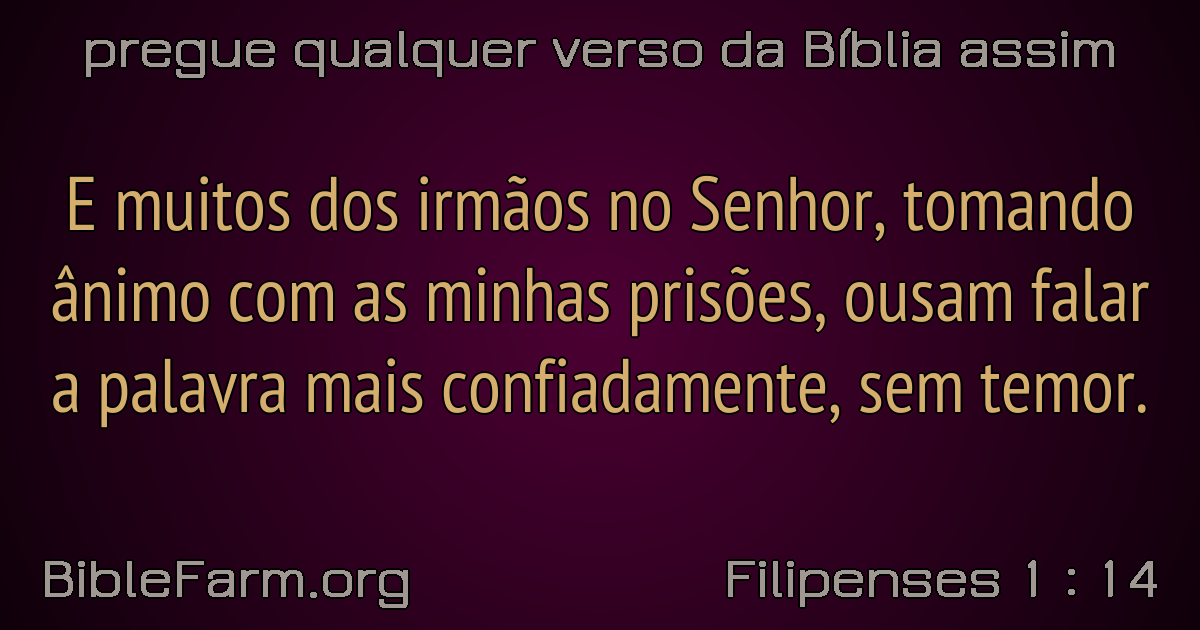 pregue qualquer verso da Bíblia assim
E muitos dos irmãos no Senhor, tomando
ânimo com as minhas prisões, ousam falar
a palavra mais confiadamente, sem temor.
BibleFarm.org
Filipenses 1 : 14